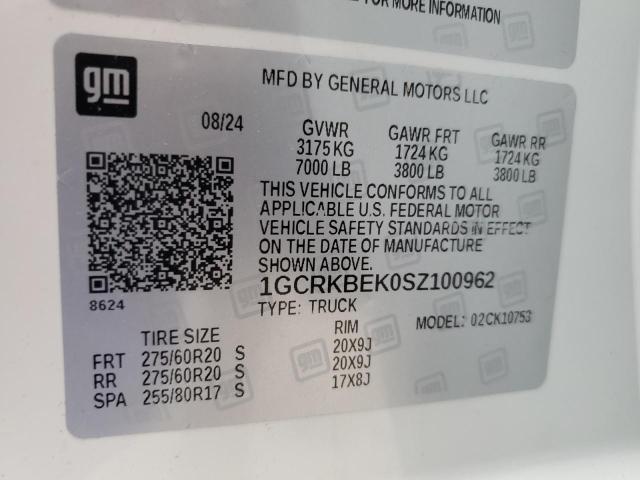 FOR MORE INFORMATION
gm
MFD BY GENERAL MOTORS LLC
08/24
GVWR
3175 KG
7000 LB
GAWR FRT
1724 KG
3800 LB
GAWR RR
1724 KG
3800 LB
THIS VEHICLE CONFORMS TO ALL
APPLICABLE U.S. FEDERAL MOTOR
VEHICLE SAFETY STANDARDS IN EFFECT
ON THE DATE OF MANUFACTURE
SHOWN ABOVE.
1GCRKBEK0SZ100962
8624
TYPE: TRUCK
MODEL: 02CK10753
TIRE SIZE RIM
FRT 275/60R20 S 20X9J
RR 275/60R20 S 20X9J
SPA 255/80R17 S 17X8J